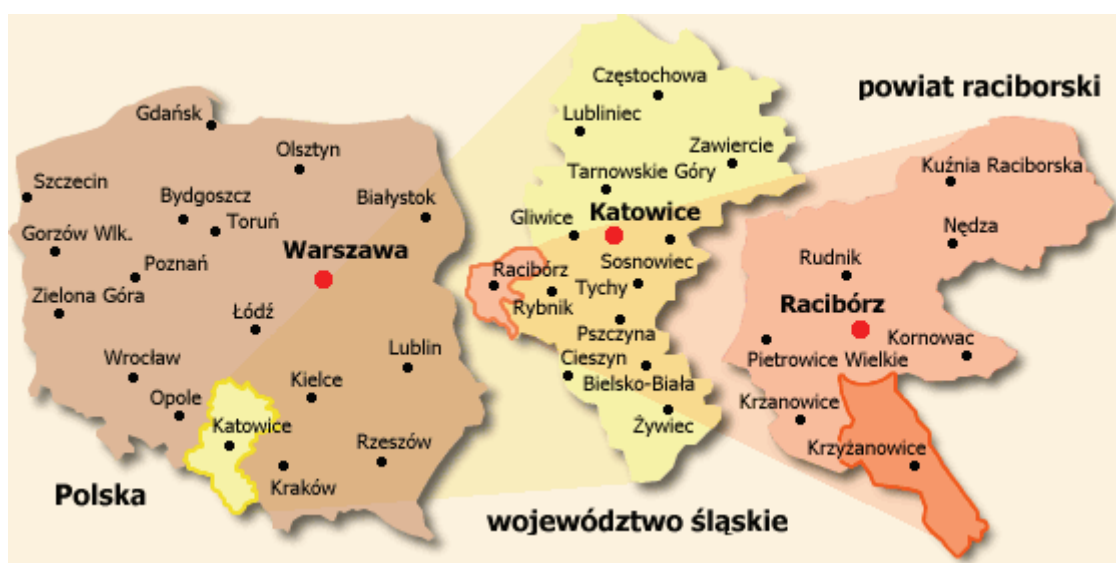 Gdańsk
Olsztyn
Szczecin
Bydgoszcz
Białystok
Toruń
Gorzów Wlk.
Warszawa
Poznań
Zielona Góra
Łódź
Wrocław
Lublin
Kielce
Opole
Katowice
Rzeszów
Kraków
Polska
Częstochowa
Lubliniec
Zawiercie
Tarnowskie Góry
Gliwice
Katowice
Sosnowiec
Racibórz
Tychy
Rybnik
Pszczyna
Cieszyn
Bielsko-Biała
Żywiec
województwo śląskie
powiat raciborski
Kuźnia Raciborska
Nędza
Rudnik
Racibórz
Kornowac
Pietrowice Wielkie
Krzanowice
Krzyżanowice